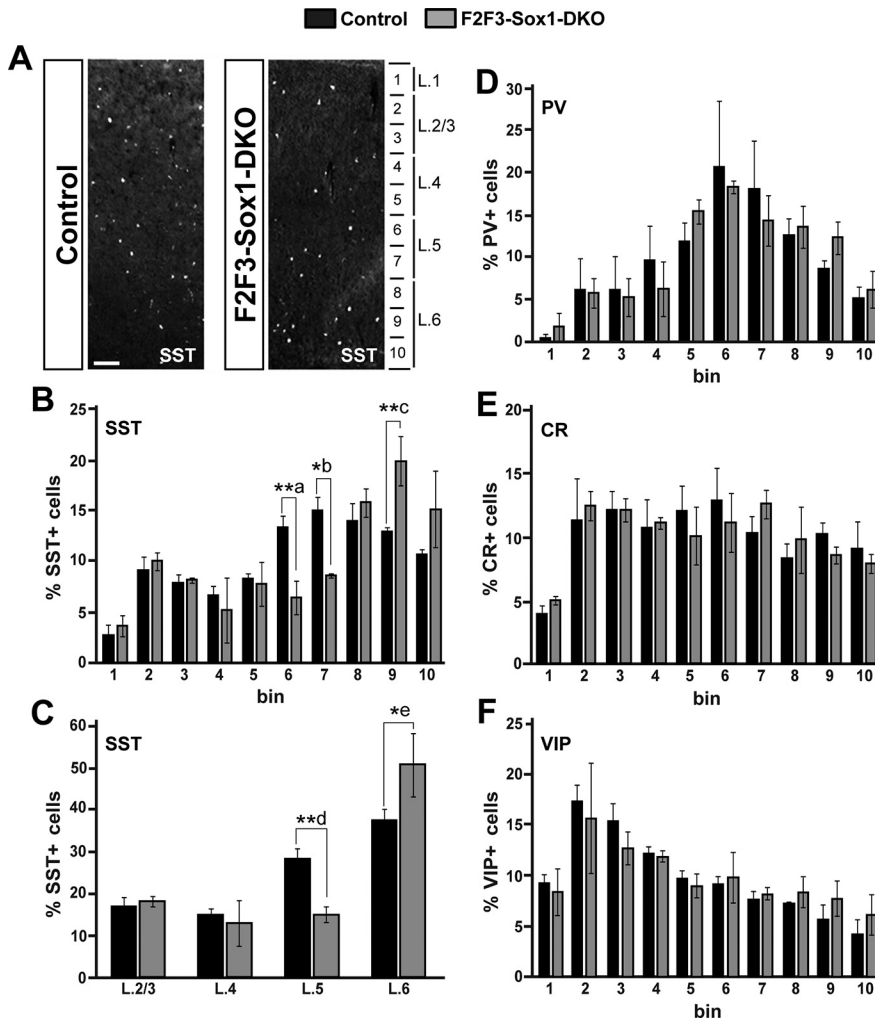 Control F2F3-Sox1-DKO
A
Control
SST
F2F3-Sox1-DKO
SST
1
2
3
4
5
6
7
8
9
10
L.1
L.2/3
L.4
L.5
L.6
B
SST
% SST+ cells
25
20
15
10
5
0
**a
*b
**c
1 2 3 4 5 6 7 8 9 10
bin
C
SST
% SST+ cells
60
50
40
30
20
10
0
**d
*e
L.2/3 L.4 L.5 L.6
D
PV
% PV+ cells
30
25
20
15
10
5
0
1 2 3 4 5 6 7 8 9 10
bin
E
CR
% CR+ cells
20
15
10
5
0
1 2 3 4 5 6 7 8 9 10
bin
F
VIP
% VIP+ cells
25
20
15
10
5
0
1 2 3 4 5 6 7 8 9 10
bin